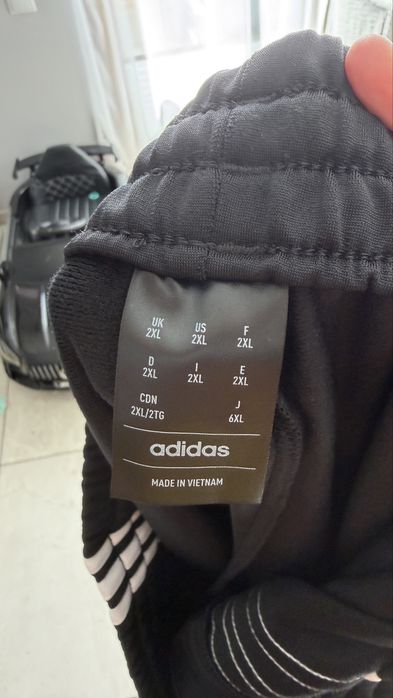 UK US F
2XL 2XL 2XL
D I E
2XL 2XL 2XL
CDN J
2XL/2TG 6XL
adidas
MADE IN VIETNAM